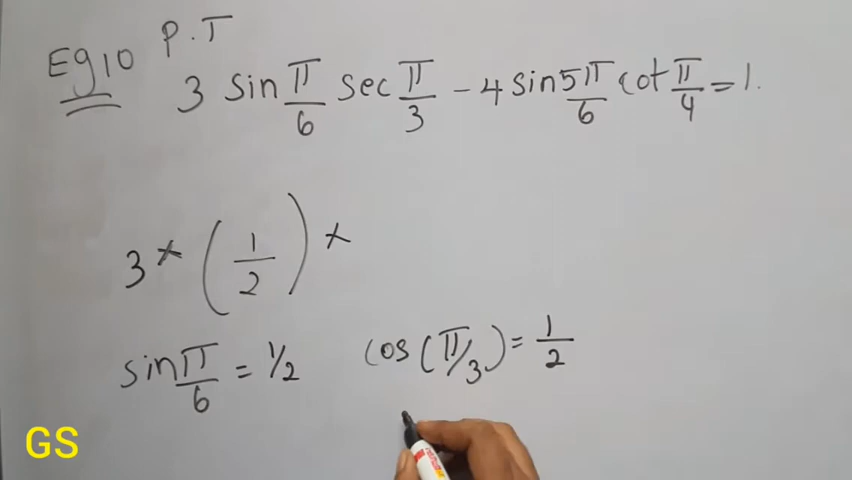 Eg10 P.T
3 sin π/6 sec π/3 - 4 sin 5π/6 cot π/4 = 1.
3 × (1/2) ×
sin π/6 = 1/2 cos (π/3) = 1/2
GS